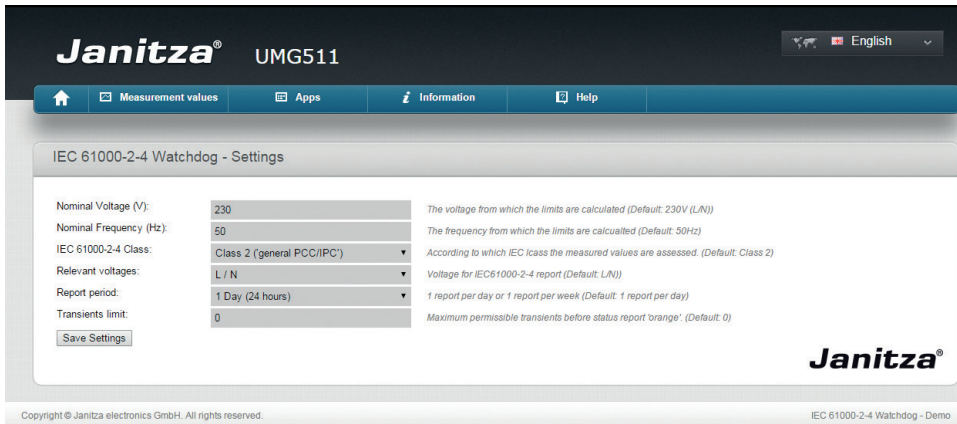 Janitza® UMG511
English
Measurement values Apps Information Help
IEC 61000-2-4 Watchdog - Settings
Nominal Voltage (V): 230 The voltage from which the limits are calculated (Default: 230V (L/N))
Nominal Frequency (Hz): 50 The frequency from which the limits are calcualted (Default: 50Hz)
IEC 61000-2-4 Class: Class 2 ('general PCC/IPC') According to which IEC lcass the measured values are assessed. (Default: Class 2)
Relevant voltages: L / N Voltage for IEC61000-2-4 report (Default: L/N))
Report period: 1 Day (24 hours) 1 report per day or 1 report per week (Default: 1 report per day)
Transients limit: 0 Maximum permissible transients before status report 'orange'. (Default: 0)
Save Settings
Janitza®
Copyright © Janitza electronics GmbH. All rights reserved. IEC 61000-2-4 Watchdog - Demo